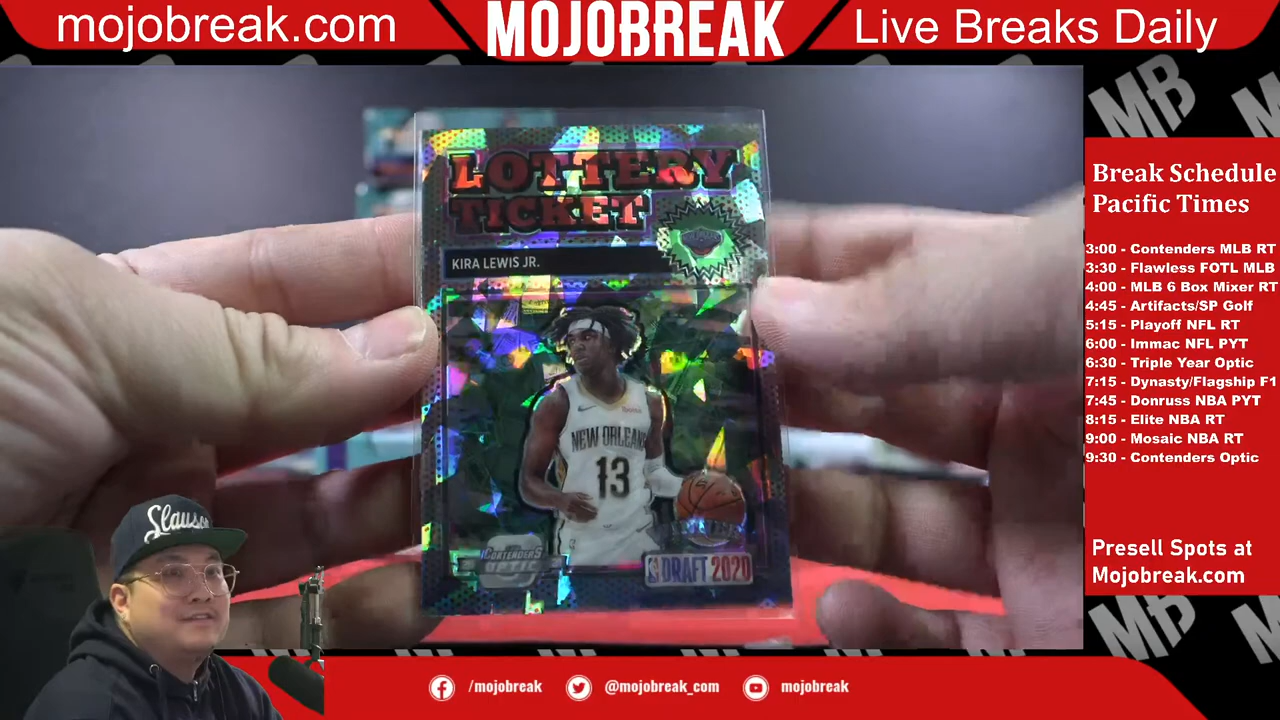 mojobreak.com
MOJOBREAK
Live Breaks Daily
MB
LOTTERY
TICKET
KIRA LEWIS JR.
NEW ORLEANS
13
CONTENDERS
OPTIC
DRAFT 2020
Break Schedule
Pacific Times
3:00 - Contenders MLB RT
3:30 - Flawless FOTL MLB
4:00 - MLB 6 Box Mixer RT
4:45 - Artifacts/SP Golf
5:15 - Playoff NFL RT
6:00 - Immac NFL PYT
6:30 - Triple Year Optic
7:15 - Dynasty/Flagship F1
7:45 - Donruss NBA PYT
8:15 - Elite NBA RT
9:00 - Mosaic NBA RT
9:30 - Contenders Optic
Presell Spots at
Mojobreak.com
MB
Slauson
/mojobreak
@mojobreak_com
mojobreak